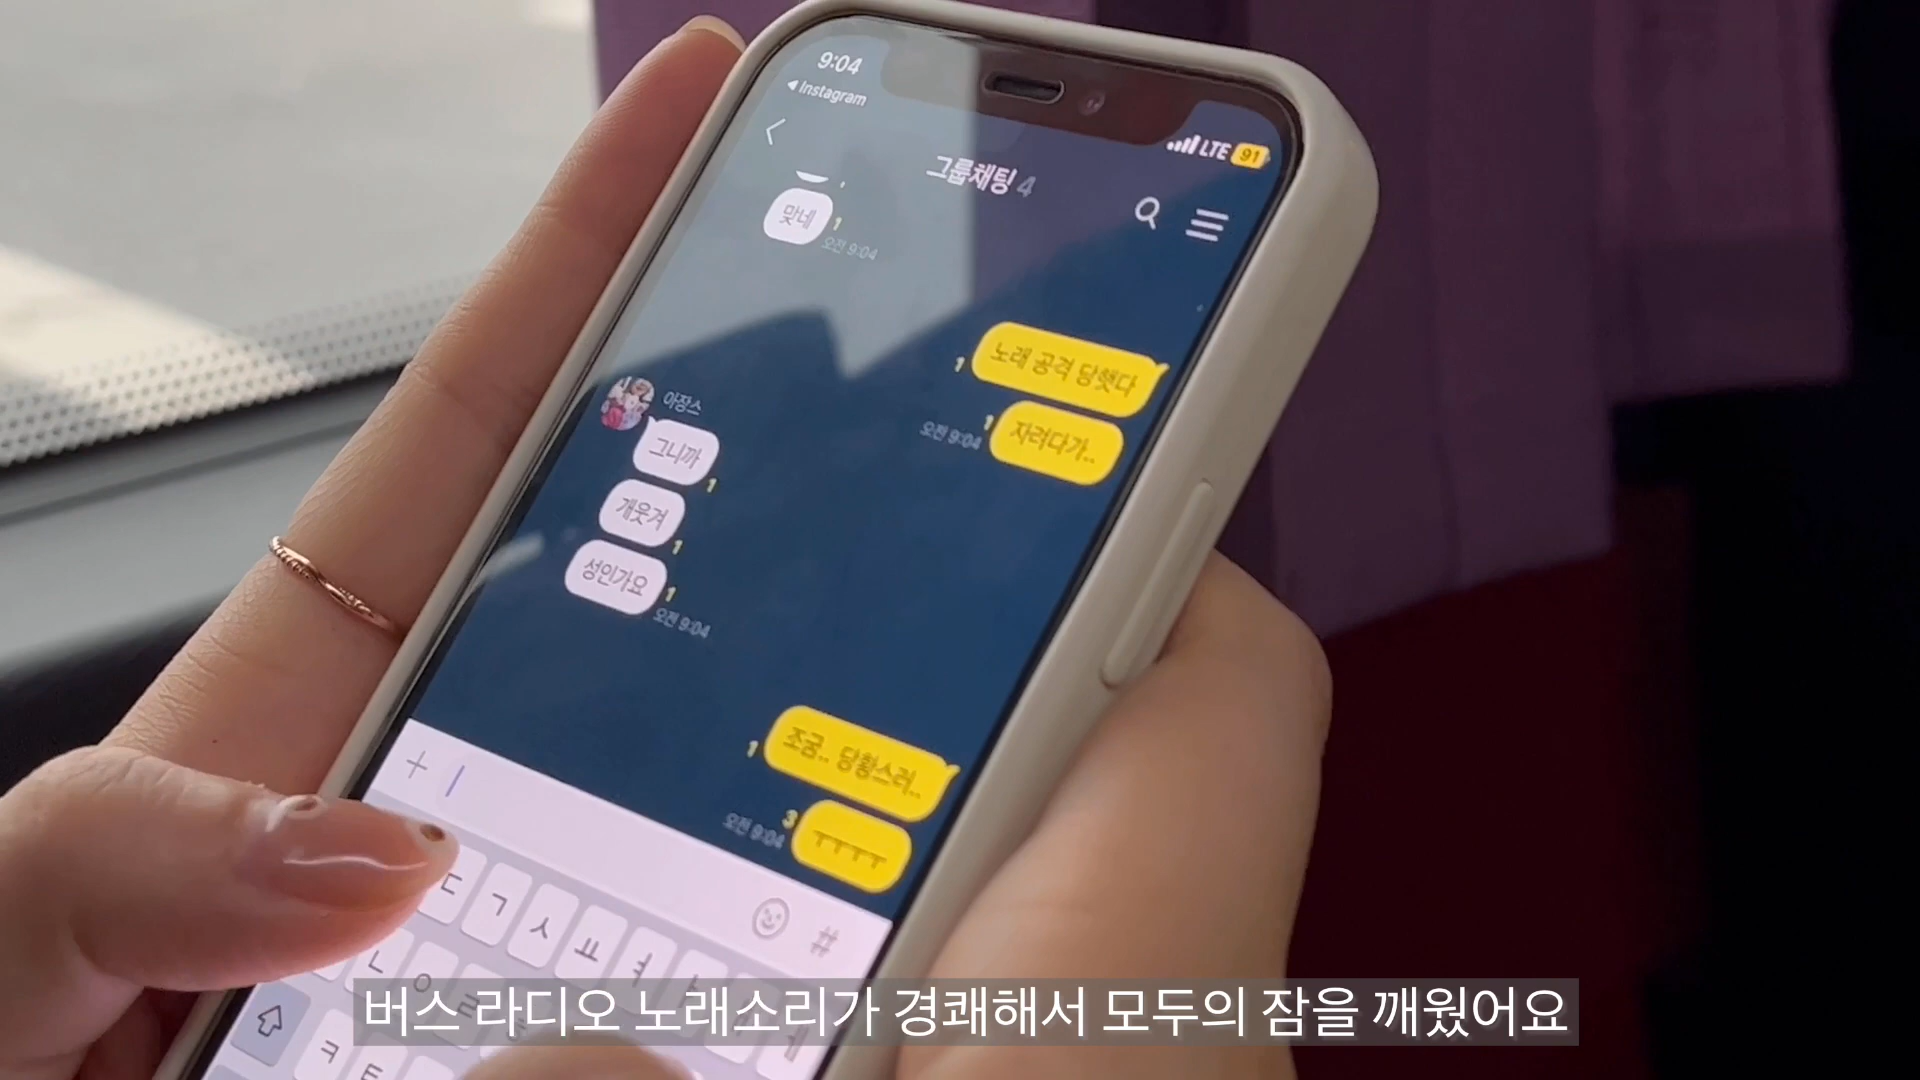 9:04
◀ Instagram
LTE 91
그룹채팅 4
맞네 1
오전 9:04
1 노래 공격 당햇다
1 자려다가..
오전 9:04
아장스
그니까 1
개웃겨 1
성인가요 1
오전 9:04
1 조굼.. 당황스러..
3 ㅜㅜㅜㅜ
오전 9:04
#
ㄷ ㄱ ㅅ ㅛ ㅕ
ㄴ ㅇ ㄹ
ㅋ ㅌ
버스 라디오 노래소리가 경쾌해서 모두의 잠을 깨웠어요